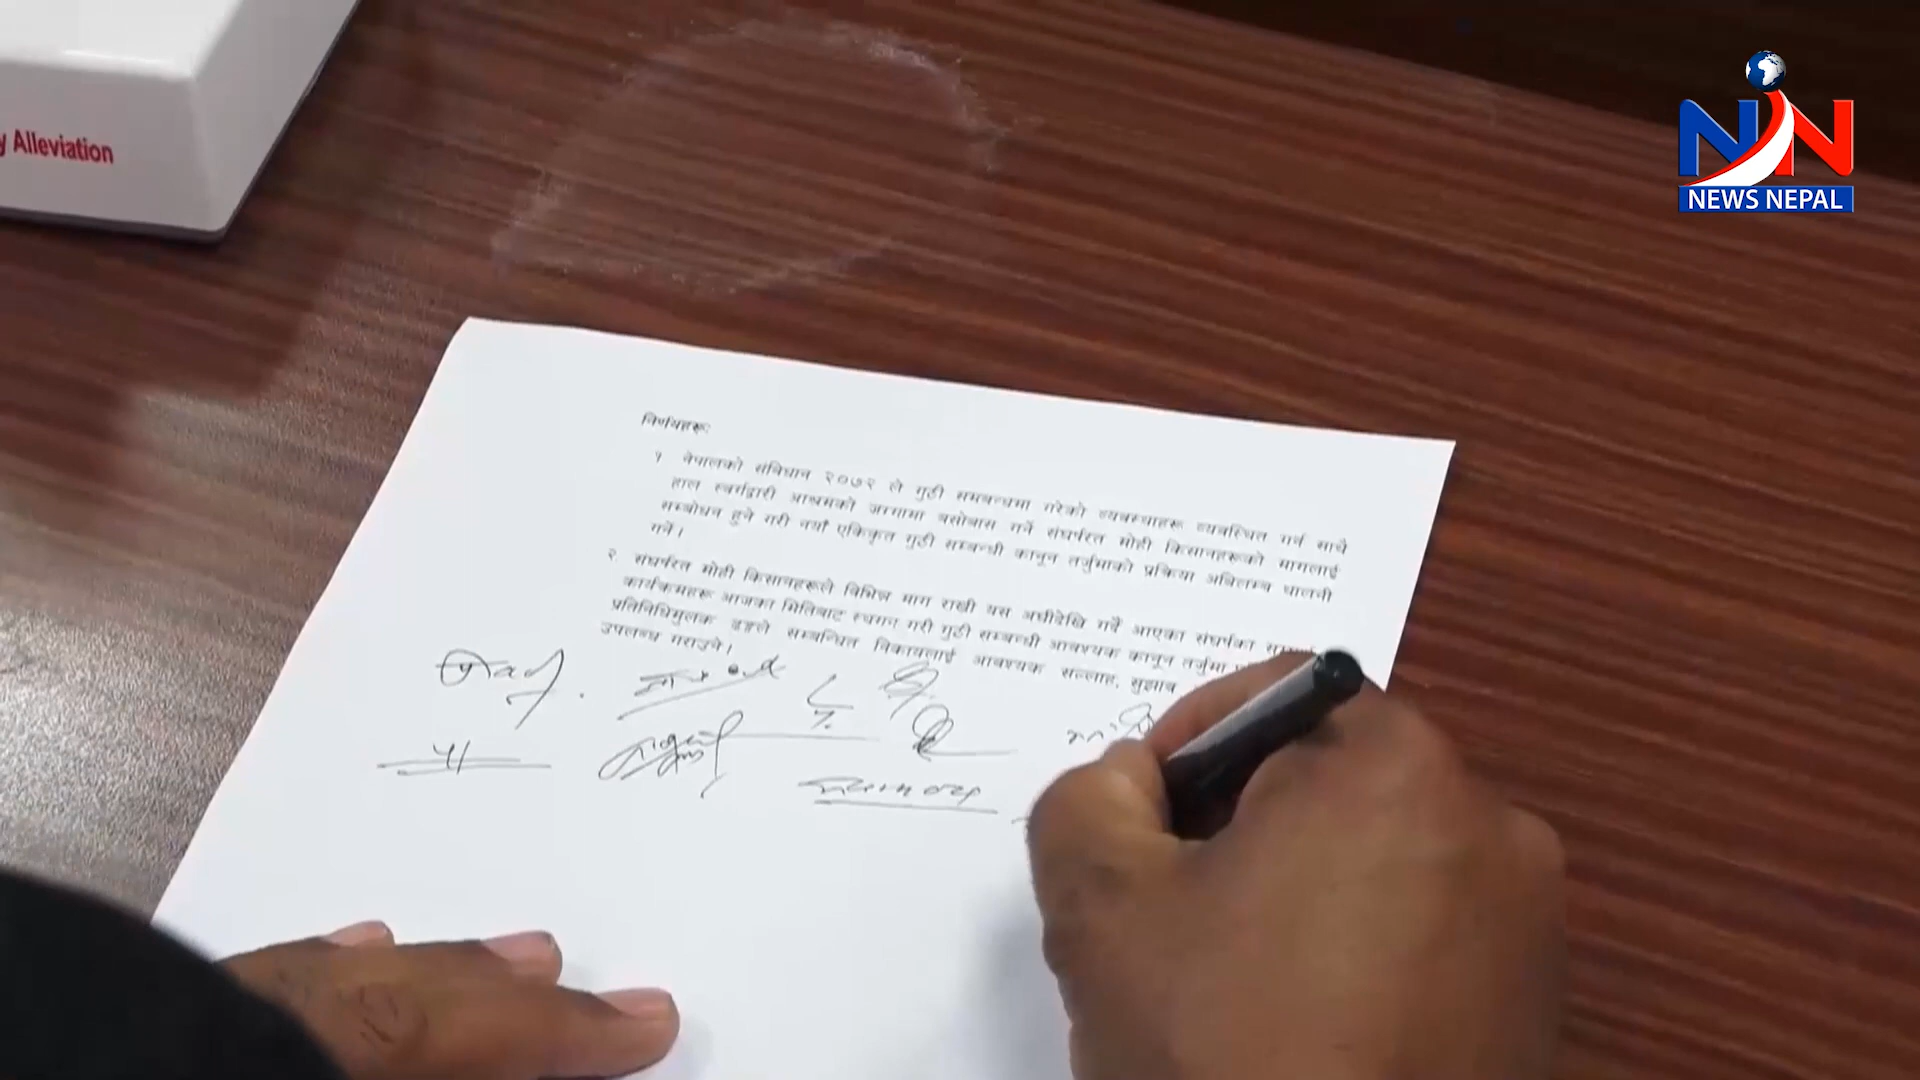 y Alleviation
NN
NEWS NEPAL
निर्णयहरूः
१ नेपालको संविधान २०७२ ले गुठी सम्बन्धमा गरेको व्यवस्थाहरू व्यवस्थित गर्न साथै
हाल स्वर्गद्वारी आश्रमको जग्गामा बसोबास गर्ने संघर्षरत मोही किसानहरूको मागलाई
सम्बोधन हुने गरी नयाँ एकिकृत गुठी सम्बन्धी कानून तर्जुमाको प्रक्रिया अविलम्ब चालनी
गर्ने।
२. संघर्षरत मोही किसानहरूले विभिन्न माग राखी यस अघीदेखि गर्दै आएका संघर्षका
कार्यक्रमहरू आजका मितिबाट स्थगन गरी गुठी सम्बन्धी आवश्यक कानून तर्जुमा
प्रतिनिधिमुलक ढङ्गले सम्बन्धित निकायलाई आवश्यक सल्लाह, सुझाव
उपलब्ध गराउने।